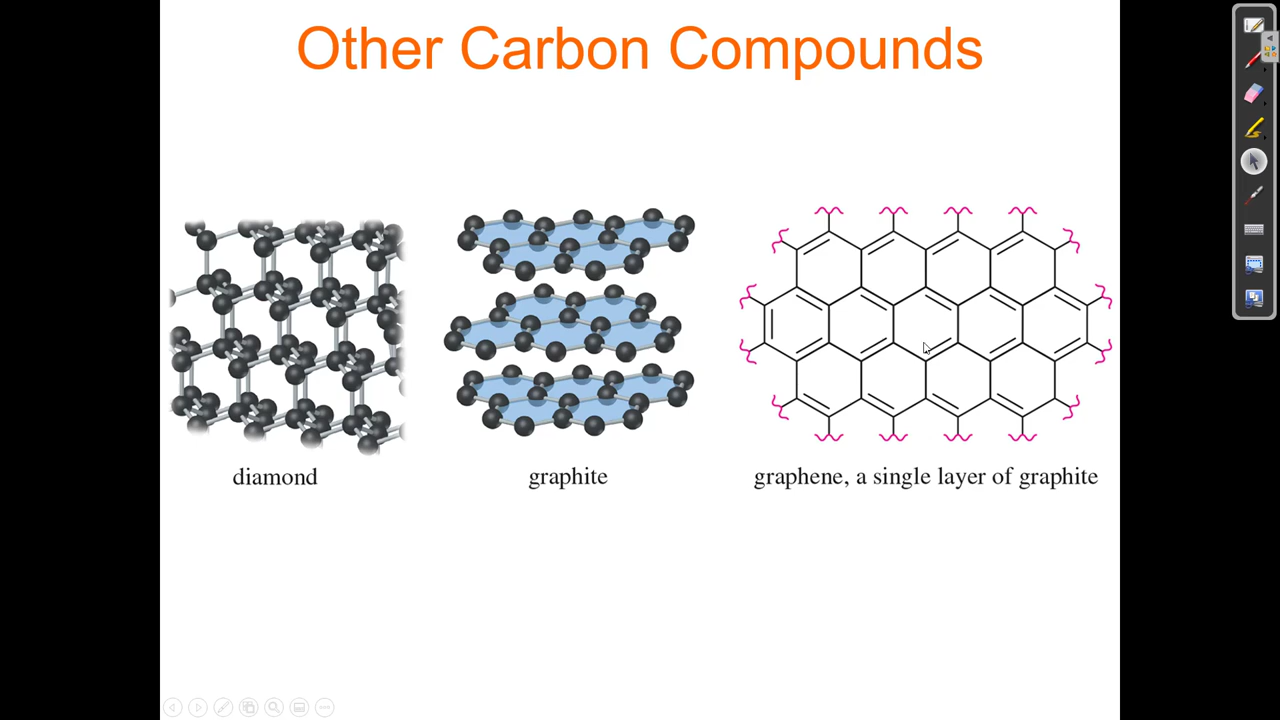 Other Carbon Compounds
diamond
graphite
graphene, a single layer of graphite